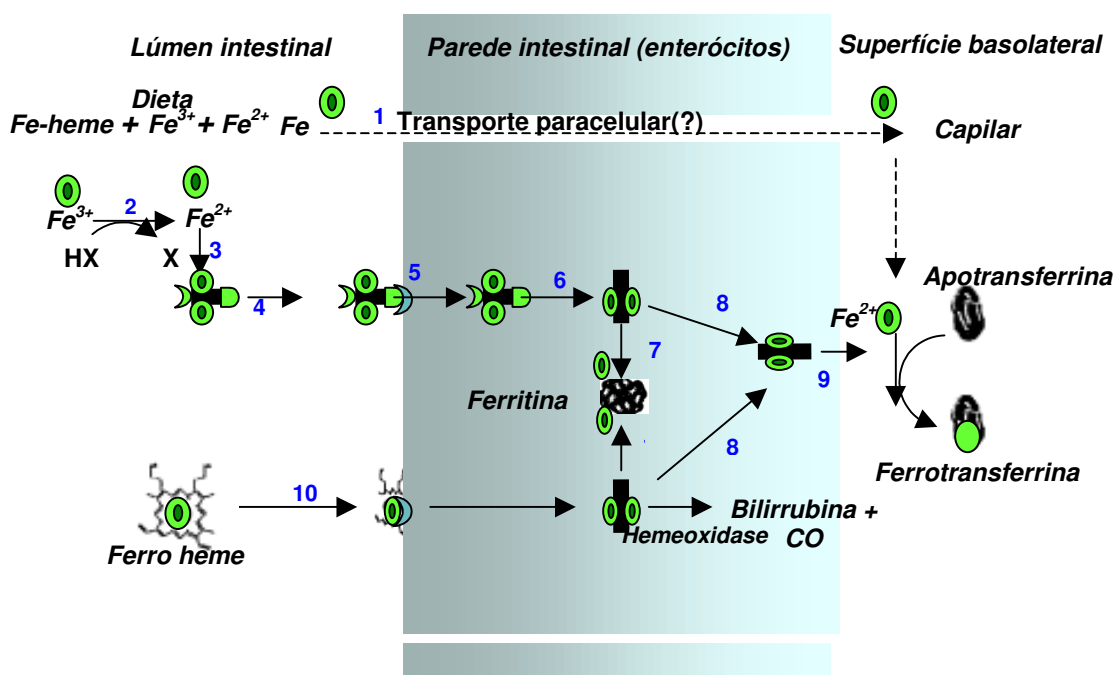 Lúmen intestinal
Parede intestinal (enterócitos)
Superfície basolateral
Dieta
Fe-heme + Fe3+ + Fe2+ Fe
1 Transporte paracelular(?)
Capilar
Fe3+ 2 Fe2+
HX X 3
4
5
6
7
8
Fe2+
Apotransferrina
9
Ferritina
8
Ferrotransferrina
10
Ferro heme
Hemeoxidase
Bilirrubina +
CO